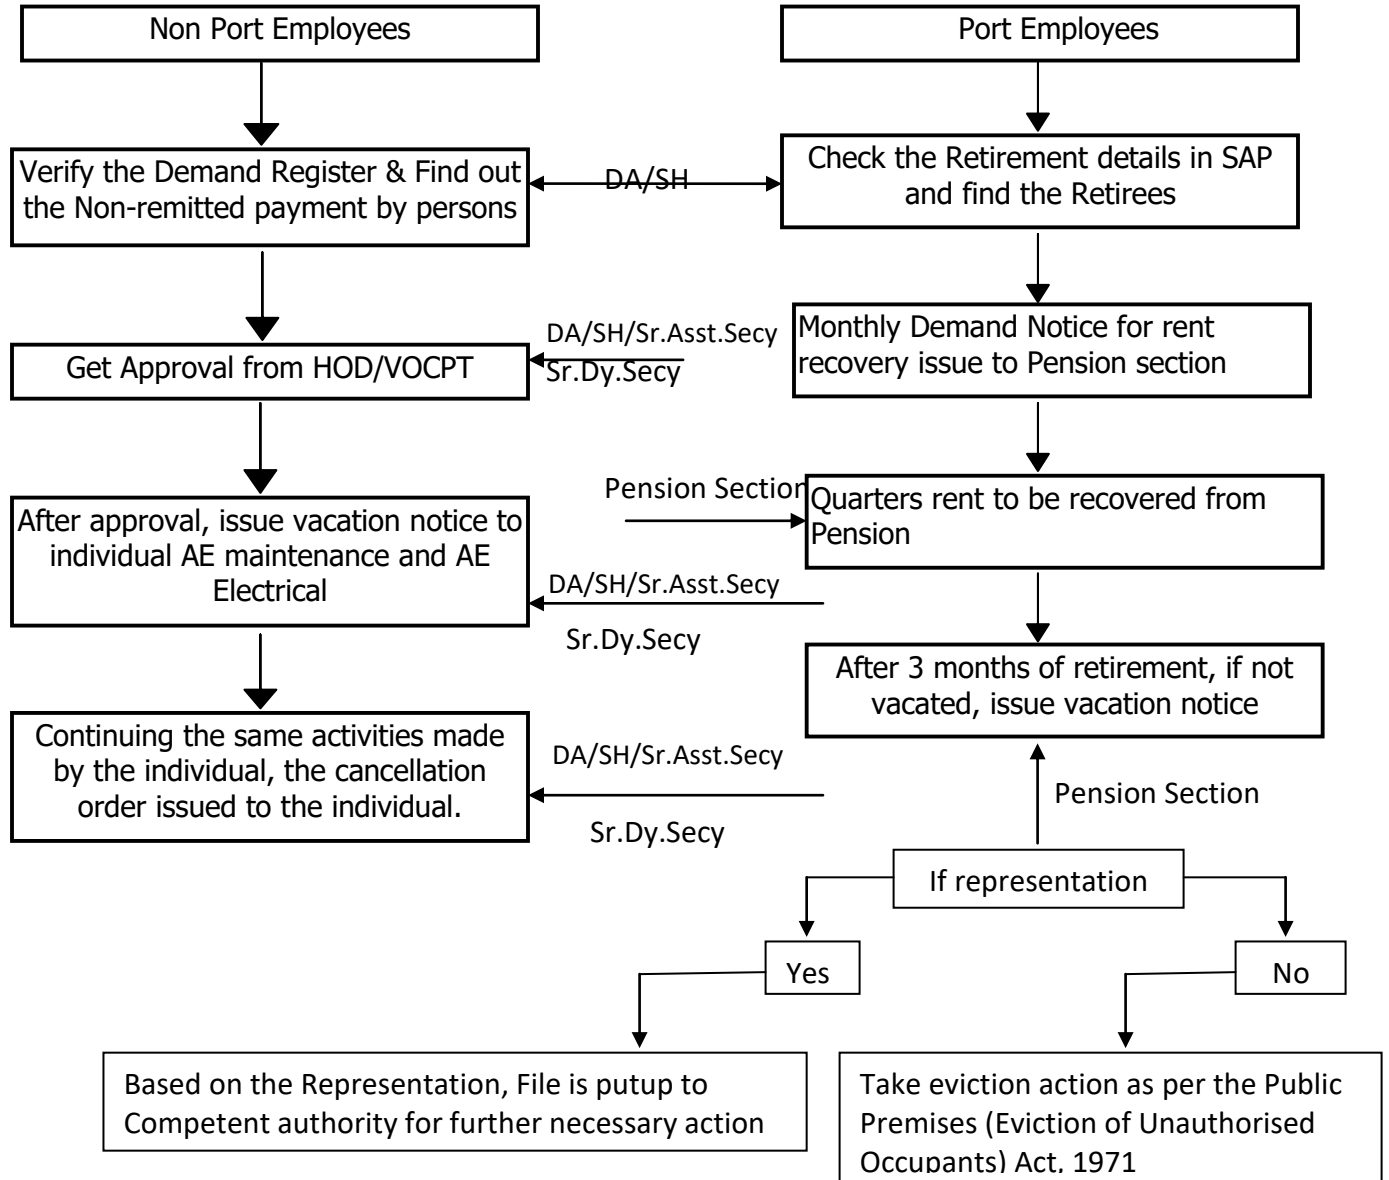 Non Port Employees
Port Employees
Verify the Demand Register & Find out
the Non-remitted payment by persons
DA/SH
Check the Retirement details in SAP
and find the Retirees
Get Approval from HOD/VOCPT
DA/SH/Sr.Asst.Secy
Sr.Dy.Secy
Monthly Demand Notice for rent
recovery issue to Pension section
After approval, issue vacation notice to
individual AE maintenance and AE
Electrical
Pension Section
Quarters rent to be recovered from
Pension
DA/SH/Sr.Asst.Secy
Sr.Dy.Secy
After 3 months of retirement, if not
vacated, issue vacation notice
Continuing the same activities made
by the individual, the cancellation
order issued to the individual.
DA/SH/Sr.Asst.Secy
Sr.Dy.Secy
Pension Section
If representation
Yes
No
Based on the Representation, File is putup to
Competent authority for further necessary action
Take eviction action as per the Public
Premises (Eviction of Unauthorised
Occupants) Act, 1971